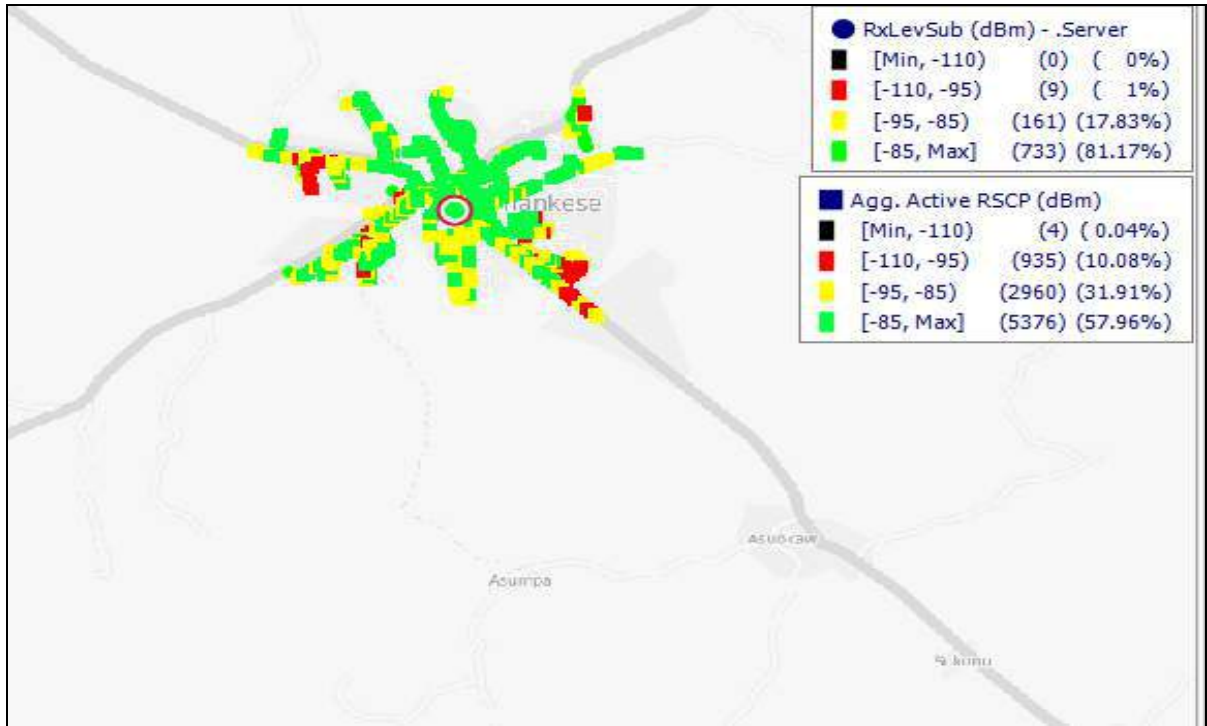 RxLevSub (dBm) - .Server
[Min, -110) (0) ( 0%)
[-110, -95) (9) ( 1%)
[-95, -85) (161) (17.83%)
[-85, Max] (733) (81.17%)
Agg. Active RSCP (dBm)
[Min, -110) (4) ( 0.04%)
[-110, -95) (935) (10.08%)
[-95, -85) (2960) (31.91%)
[-85, Max] (5376) (57.96%)
ankese
Asumpa